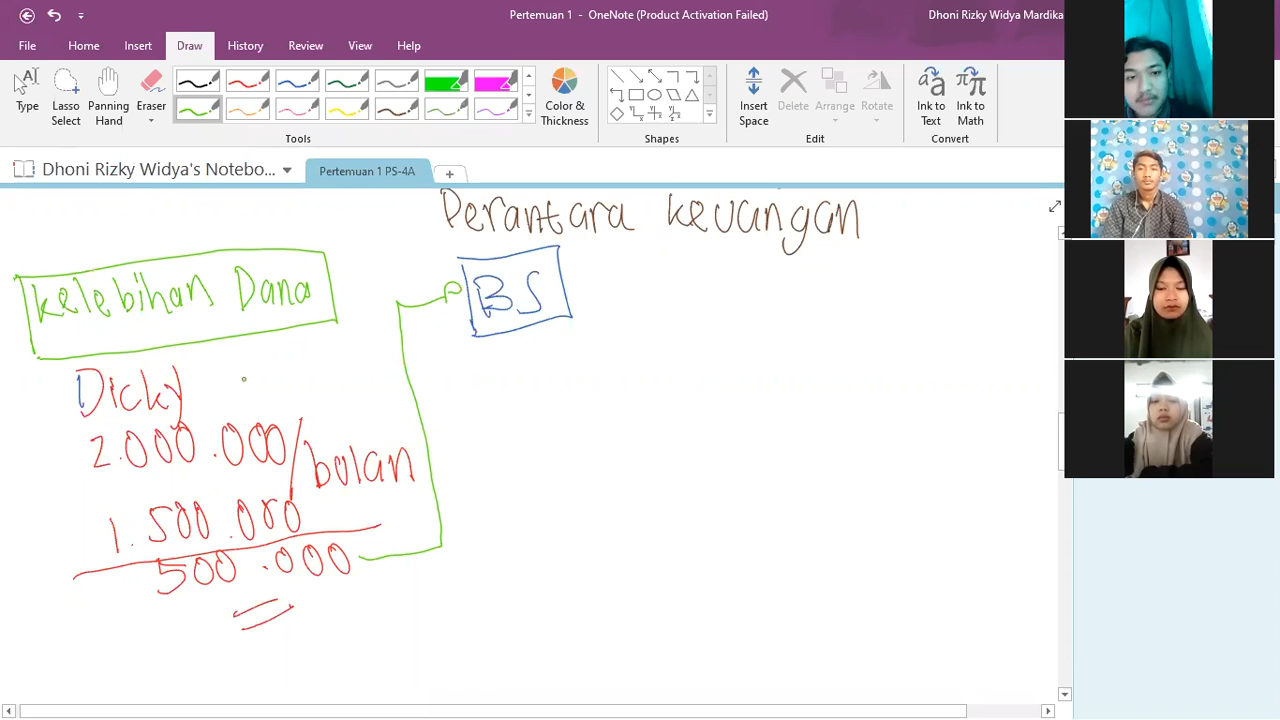 Pertemuan 1 - OneNote (Product Activation Failed)
Dhoni Rizky Widya Mardika
File Home Insert Draw History Review View Help
Type
Lasso Select
Panning Hand
Eraser
Color & Thickness
Insert Space
Delete
Arrange
Rotate
Ink to Text
Ink to Math
Tools
Shapes
Edit
Convert
Dhoni Rizky Widya's Notebo...
Pertemuan 1 PS-4A
Perantara keuangan
kelebihan Dana
BS
Dicky
2.000.000/bulan
1.500.000
500.000